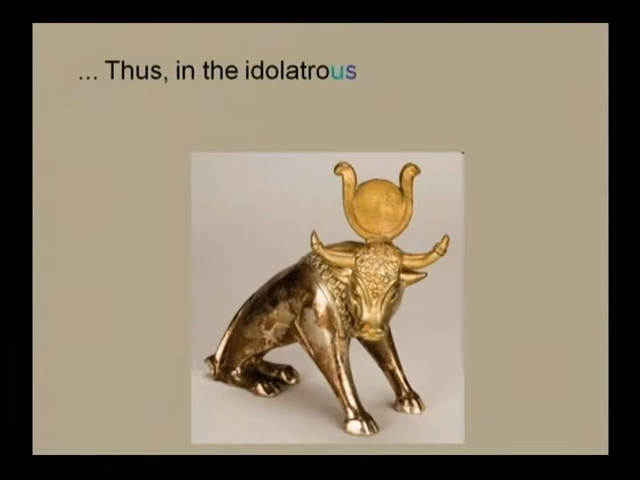 ... Thus, in the idolatrous